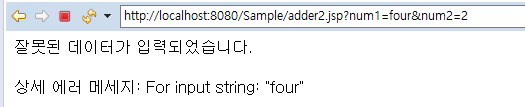 http://localhost:8080/Sample/adder2.jsp?num1=four&num2=2
잘못된 데이터가 입력되었습니다.
상세 에러 메세지: For input string: "four"